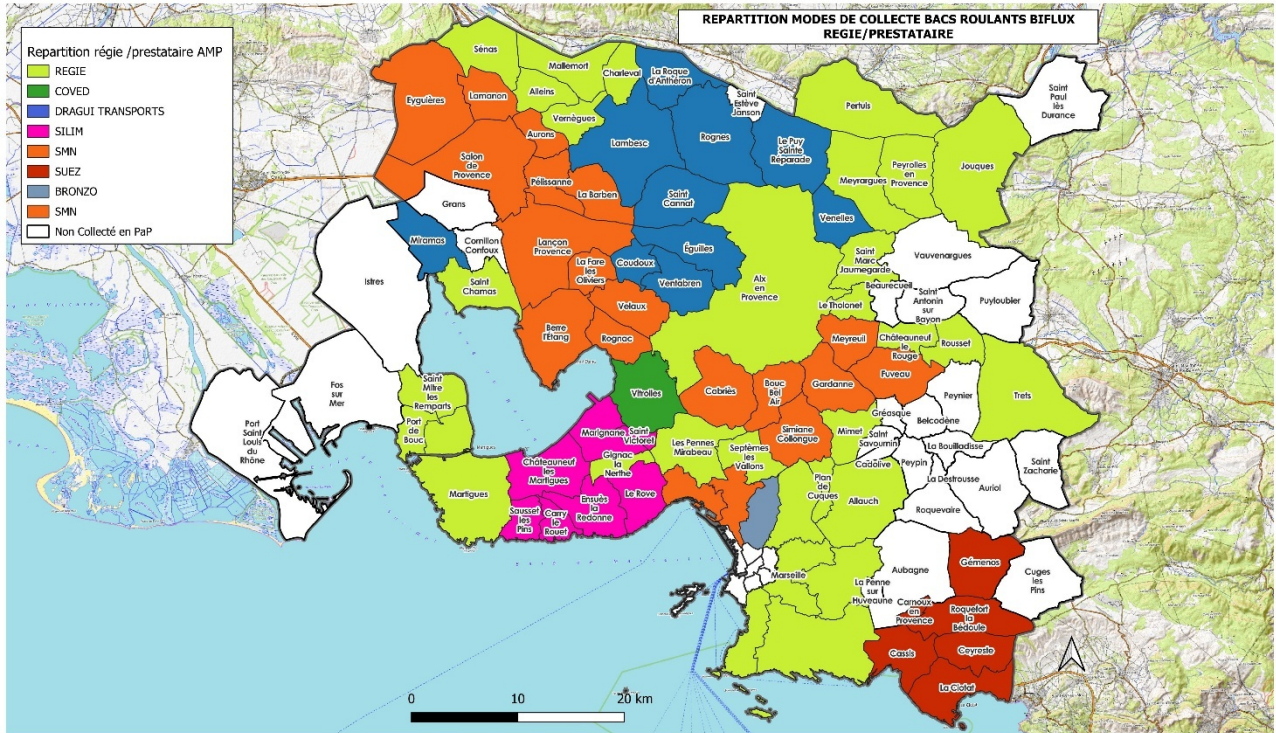 REPARTITION MODES DE COLLECTE BACS ROULANTS BIFLUX
REGIE/PRESTATAIRE
Repartition régie /prestataire AMP
REGIE
COVED
DRAGUI TRANSPORTS
SILIM
SMN
SUEZ
BRONZO
SMN
Non Collecté en PaP
Sénas
Mallemort
Charleval
La Roque
d'Anthéron
Saint
Estève
Janson
Pertuis
Saint
Paul
lès
Durance
Eyguières
Lamanon
Alleins
Vernègues
Aurons
Lambesc
Rognes
Le Puy
Sainte
Réparade
Meyrargues
Peyrolles
en
Provence
Jouques
Salon
de
Provence
Pélissanne
La Barben
Saint
Cannat
Venelles
Grans
Miramas
Cornillon
Confoux
Lançon
Provence
La Fare
les
Oliviers
Coudoux
Éguilles
Ventabren
Aix
en
Provence
Saint
Marc
Jaumegarde
Vauvenargues
Istres
Saint
Chamas
Velaux
Berre
l'Étang
Rognac
Le Tholonet
Beaurecueil
Saint
Antonin
sur
Bayon
Puyloubier
Meyreuil
Châteauneuf
le
Rouge
Rousset
Fuveau
Fos
sur
Mer
Saint
Mitre
les
Remparts
Port
de
Bouc
Vitrolles
Cabriès
Bouc
Bel
Air
Gardanne
Peynier
Trets
Port
Saint
Louis
du
Rhône
Marignane
Saint
Victoret
Gignac
la
Nerthe
Les Pennes
Mirabeau
Septèmes
les
Vallons
Simiane
Collongue
Mimet
Gréasque
Belcodène
Saint
Savournin
Cadolive
La Bouilladisse
Peypin
La Destrousse
Auriol
Saint
Zacharie
Martigues
Châteauneuf
les
Martigues
Sausset
les
Pins
Carry
le
Rouet
Ensuès
la
Redonne
Le Rove
Plan
de
Cuques
Allauch
Roquevaire
Marseille
La Penne
sur
Huveaune
Aubagne
Gémenos
Cuges
les
Pins
Carnoux
en
Provence
Roquefort
la
Bédoule
Cassis
Ceyreste
La Ciotat
0
10
20 km